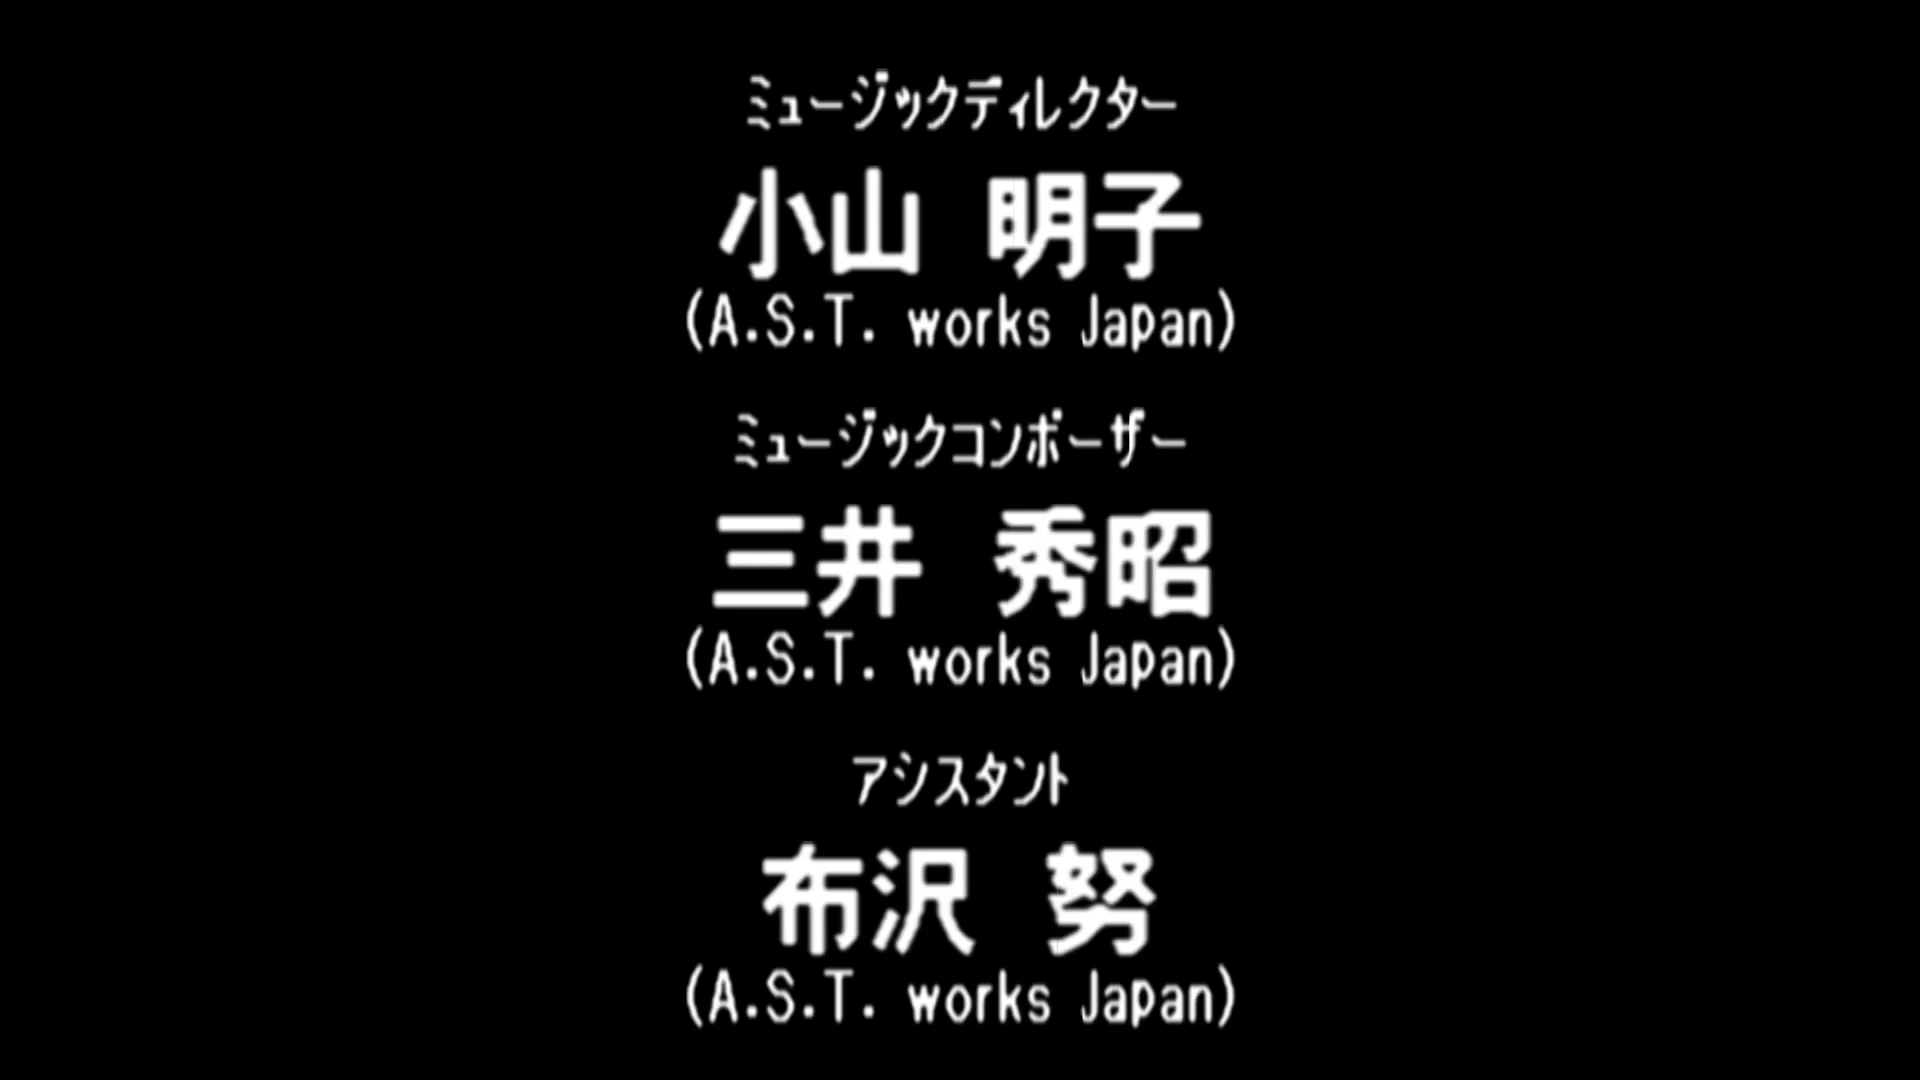 ミュージックディレクター
小山 明子
(A.S.T. works Japan)
ミュージックコンポーザー
三井 秀昭
(A.S.T. works Japan)
アシスタント
布沢 努
(A.S.T. works Japan)